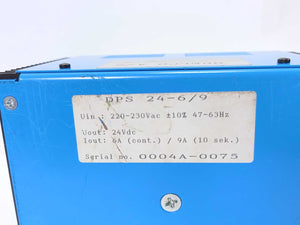 DPS 24-6/9
Uin : 220-230Vac ±10% 47-63Hz
Uout: 24Vdc
Iout: 6A (cont.) / 9A (10 sek.)
Serial no. 0004A-0075